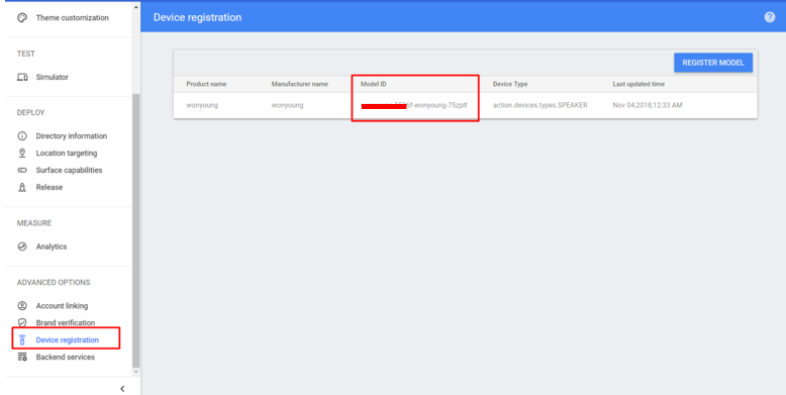 Theme customization
Device registration
TEST
Simulator
DEPLOY
Directory information
Location targeting
Surface capabilities
Release
MEASURE
Analytics
ADVANCED OPTIONS
Account linking
Brand verification
Device registration
Backend services
REGISTER MODEL
Product name Manufacturer name Model ID Device Type Last updated time
wonyoung wonyoung -wonyoung-75zpif action.devices.types.SPEAKER Nov 04,2018,12:33 AM